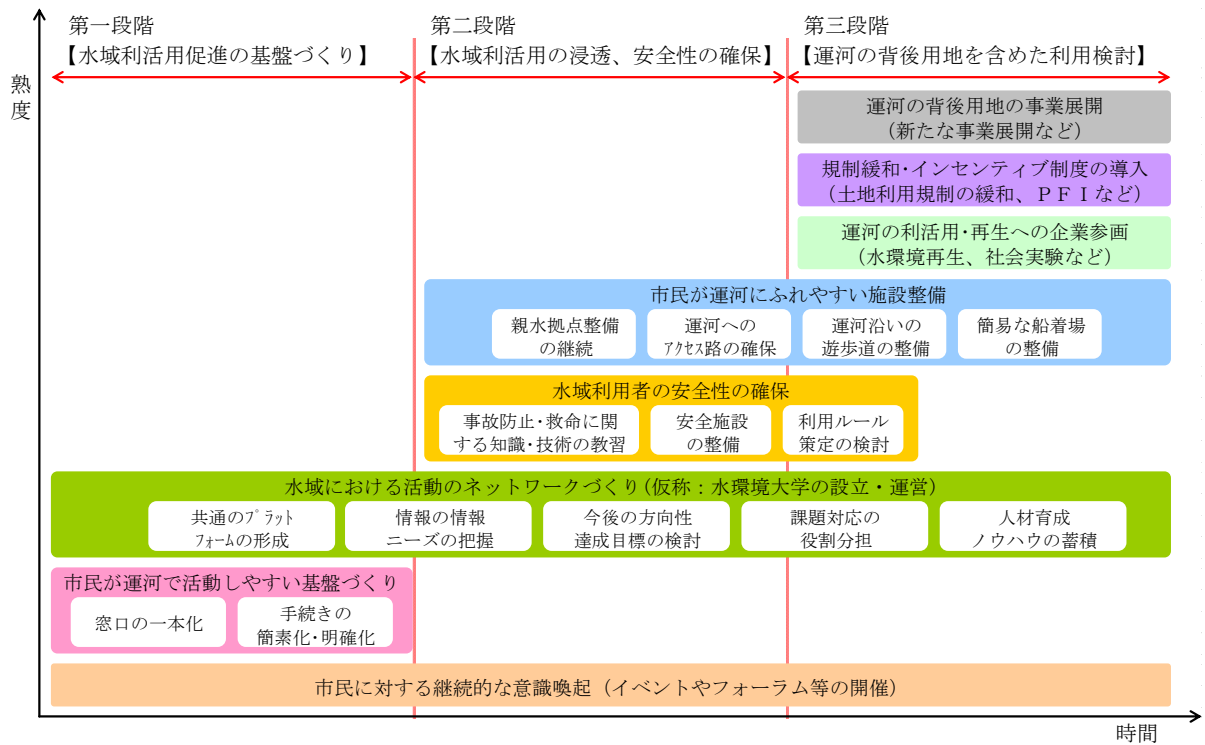 第一段階
【水域利活用促進の基盤づくり】
第二段階
【水域利活用の浸透、安全性の確保】
第三段階
【運河の背後用地を含めた利用検討】
熟度
運河の背後用地の事業展開
（新たな事業展開など）
規制緩和・インセンティブ制度の導入
（土地利用規制の緩和、ＰＦＩなど）
運河の利活用・再生への企業参画
（水環境再生、社会実験など）
市民が運河にふれやすい施設整備
親水拠点整備
の継続
運河への
ｱｸｾｽ路の確保
運河沿いの
遊歩道の整備
簡易な船着場
の整備
水域利用者の安全性の確保
事故防止・救命に関
する知識・技術の教習
安全施設
の整備
利用ルール
策定の検討
水域における活動のネットワークづくり（仮称：水環境大学の設立・運営）
共通のﾌﾟﾗｯﾄ
ﾌｫｰﾑの形成
情報の情報
ニーズの把握
今後の方向性
達成目標の検討
課題対応の
役割分担
人材育成
ノウハウの蓄積
市民が運河で活動しやすい基盤づくり
窓口の一本化
手続きの
簡素化・明確化
市民に対する継続的な意識喚起（イベントやフォーラム等の開催）
時間